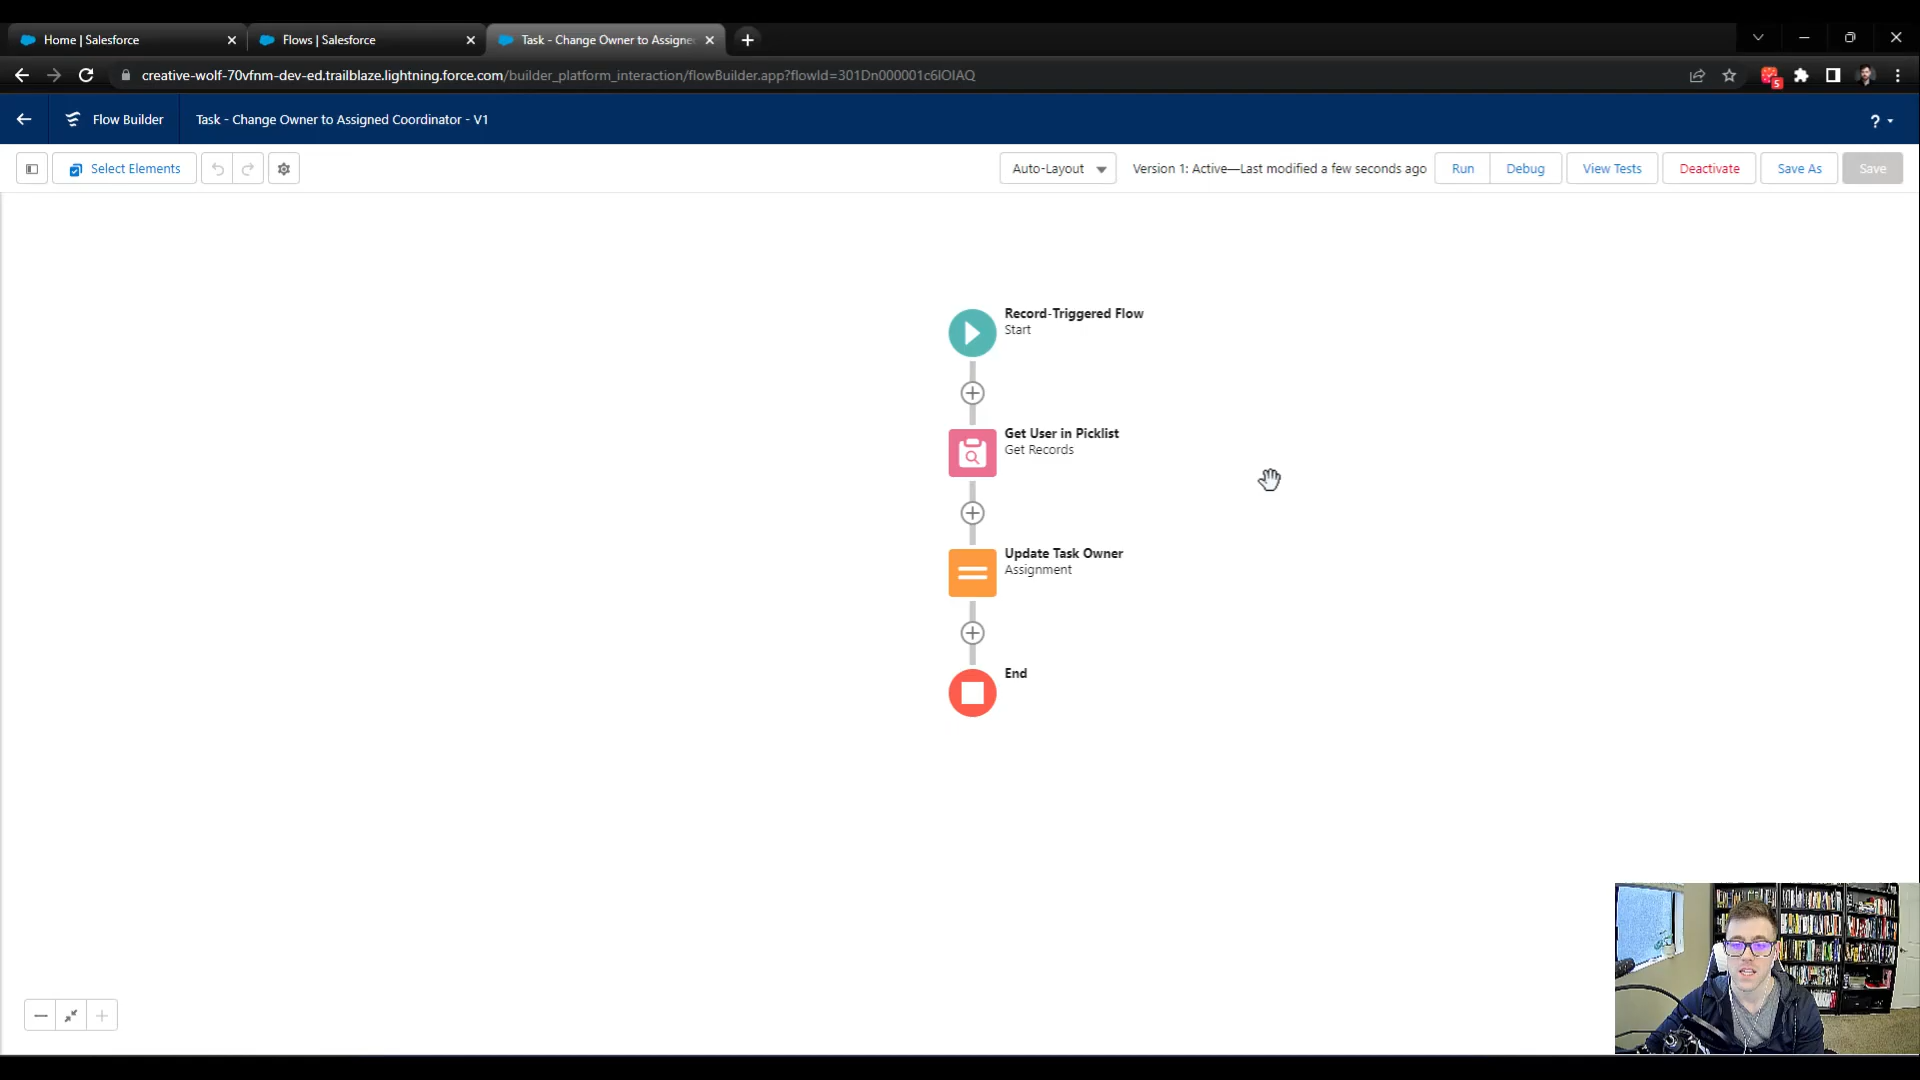 Home | Salesforce
Flows | Salesforce
Task - Change Owner to Assigne
creative-wolf-70vfnm-dev-ed.trailblaze.lightning.force.com/builder_platform_interaction/flowBuilder.app?flowId=301Dn000001c6IOIAQ
5
Flow Builder
Task - Change Owner to Assigned Coordinator - V1
?
Select Elements
Auto-Layout
Version 1: Active—Last modified a few seconds ago
Run
Debug
View Tests
Deactivate
Save As
Save
Record-Triggered Flow
Start
Get User in Picklist
Get Records
Update Task Owner
Assignment
End